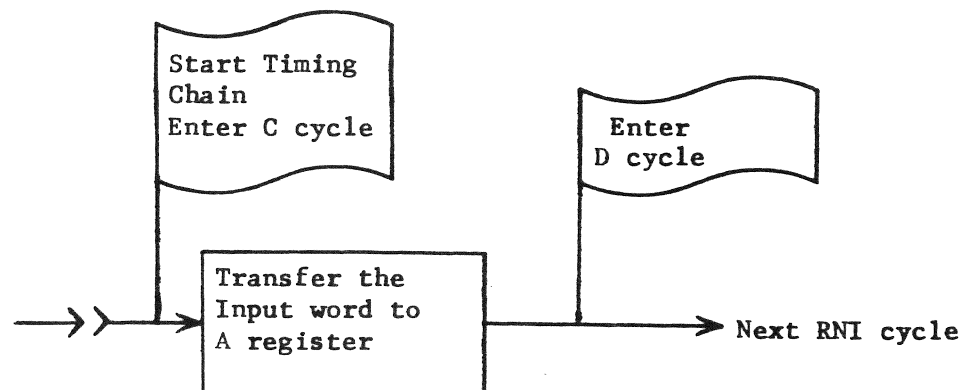 Start Timing
Chain
Enter C cycle
Enter
D cycle
Transfer the
Input word to
A register
Next RNI cycle